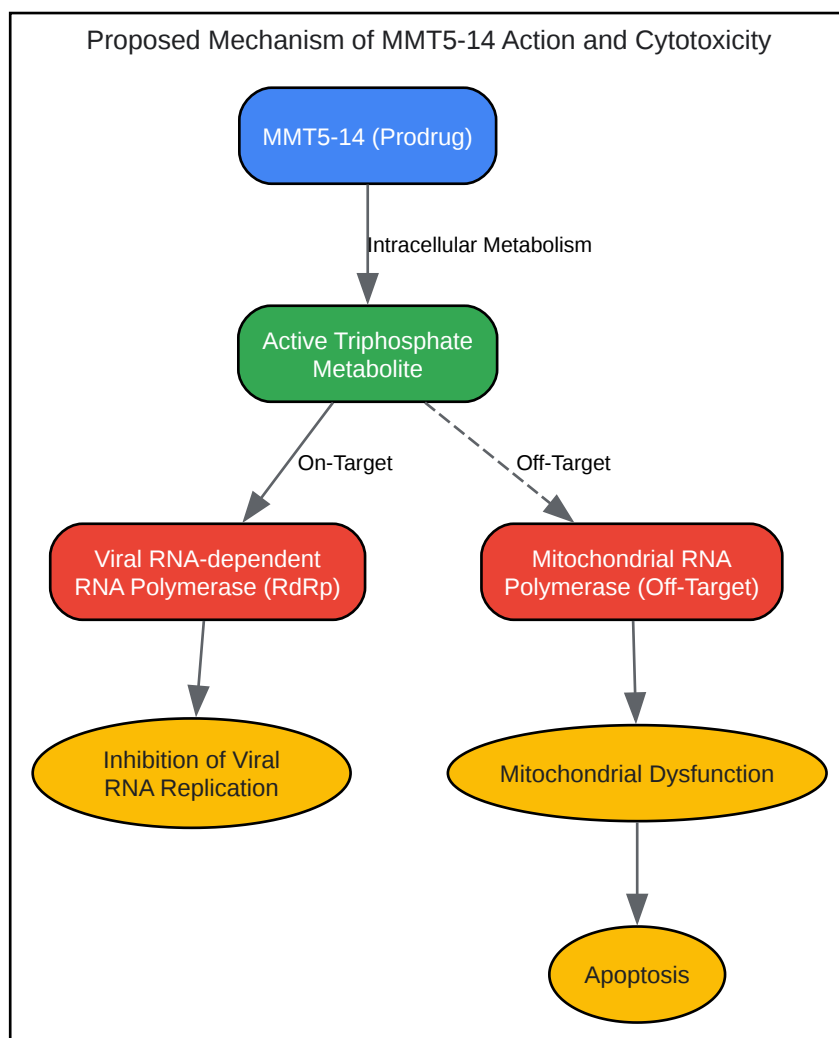 Proposed Mechanism of MMT5-14 Action and Cytotoxicity
MMT5-14 (Prodrug)
Intracellular Metabolism
Active Triphosphate
Metabolite
On-Target
Off-Target
Viral RNA-dependent
RNA Polymerase (RdRp)
Mitochondrial RNA
Polymerase (Off-Target)
Inhibition of Viral
RNA Replication
Mitochondrial Dysfunction
Apoptosis